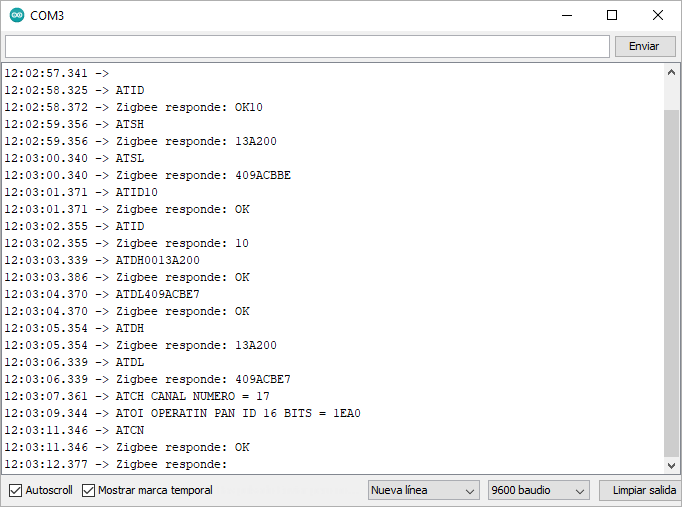 COM3
Enviar
12:02:57.341 ->
12:02:58.325 -> ATID
12:02:58.372 -> Zigbee responde: OK10
12:02:59.356 -> ATSH
12:02:59.356 -> Zigbee responde: 13A200
12:03:00.340 -> ATSL
12:03:00.340 -> Zigbee responde: 409ACBBE
12:03:01.371 -> ATID10
12:03:01.371 -> Zigbee responde: OK
12:03:02.355 -> ATID
12:03:02.355 -> Zigbee responde: 10
12:03:03.339 -> ATDH0013A200
12:03:03.386 -> Zigbee responde: OK
12:03:04.370 -> ATDL409ACBE7
12:03:04.370 -> Zigbee responde: OK
12:03:05.354 -> ATDH
12:03:05.354 -> Zigbee responde: 13A200
12:03:06.339 -> ATDL
12:03:06.339 -> Zigbee responde: 409ACBE7
12:03:07.361 -> ATCH CANAL NUMERO = 17
12:03:09.344 -> ATOI OPERATIN PAN ID 16 BITS = 1EA0
12:03:11.346 -> ATCN
12:03:11.346 -> Zigbee responde: OK
12:03:12.377 -> Zigbee responde:
Autoscroll Mostrar marca temporal Nueva línea 9600 baudio Limpiar salida